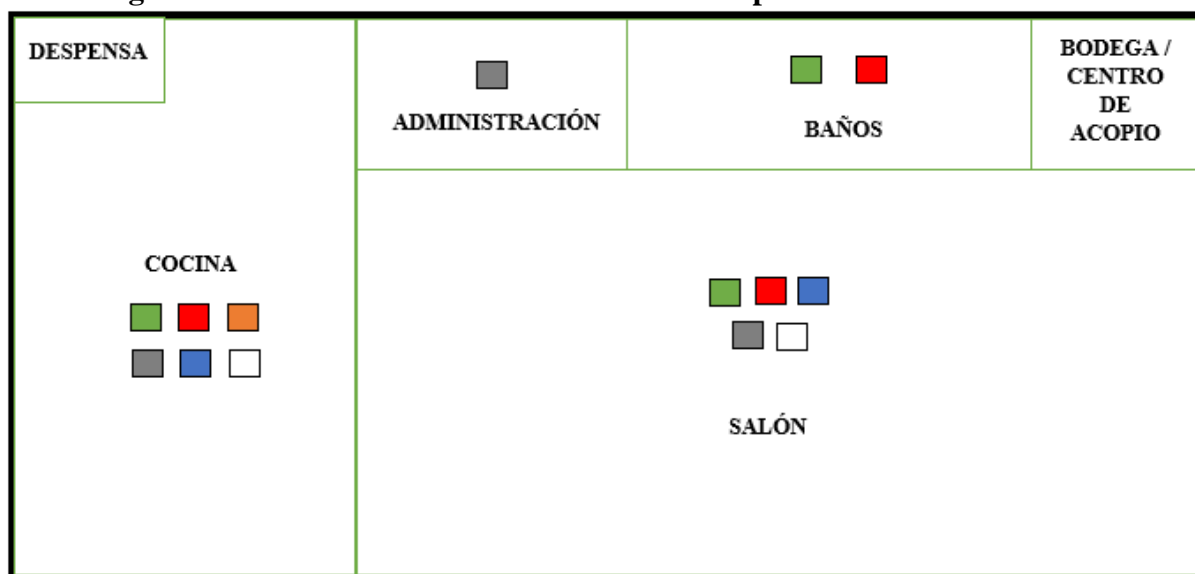 DESPENSA
ADMINISTRACIÓN
BAÑOS
BODEGA /
CENTRO
DE
ACOPIO
COCINA
SALÓN